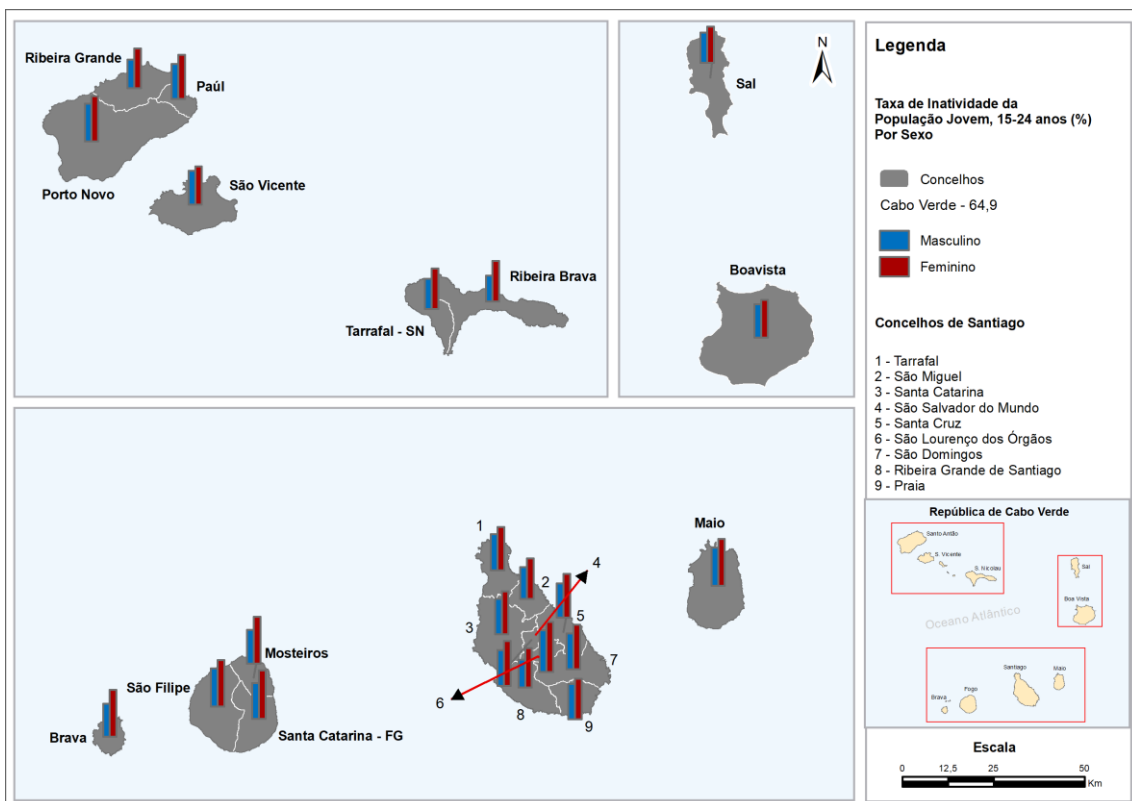 Ribeira Grande
Paúl
Porto Novo
São Vicente
Ribeira Brava
Tarrafal - SN
Sal
N
Boavista
Legenda
Taxa de Inatividade da
População Jovem, 15-24 anos (%)
Por Sexo
Concelhos
Cabo Verde - 64,9
Masculino
Feminino
Concelhos de Santiago
1 - Tarrafal
2 - São Miguel
3 - Santa Catarina
4 - São Salvador do Mundo
5 - Santa Cruz
6 - São Lourenço dos Órgãos
7 - São Domingos
8 - Ribeira Grande de Santiago
9 - Praia
Maio
1
4
2
3
5
7
6
8
9
Mosteiros
São Filipe
Santa Catarina - FG
Brava
República de Cabo Verde
Santo Antão
S. Vicente
S. Nicolau
Sal
Boa Vista
Oceano Atlântico
Santiago
Maio
Fogo
Brava
Escala
0 12,5 25 50
Km